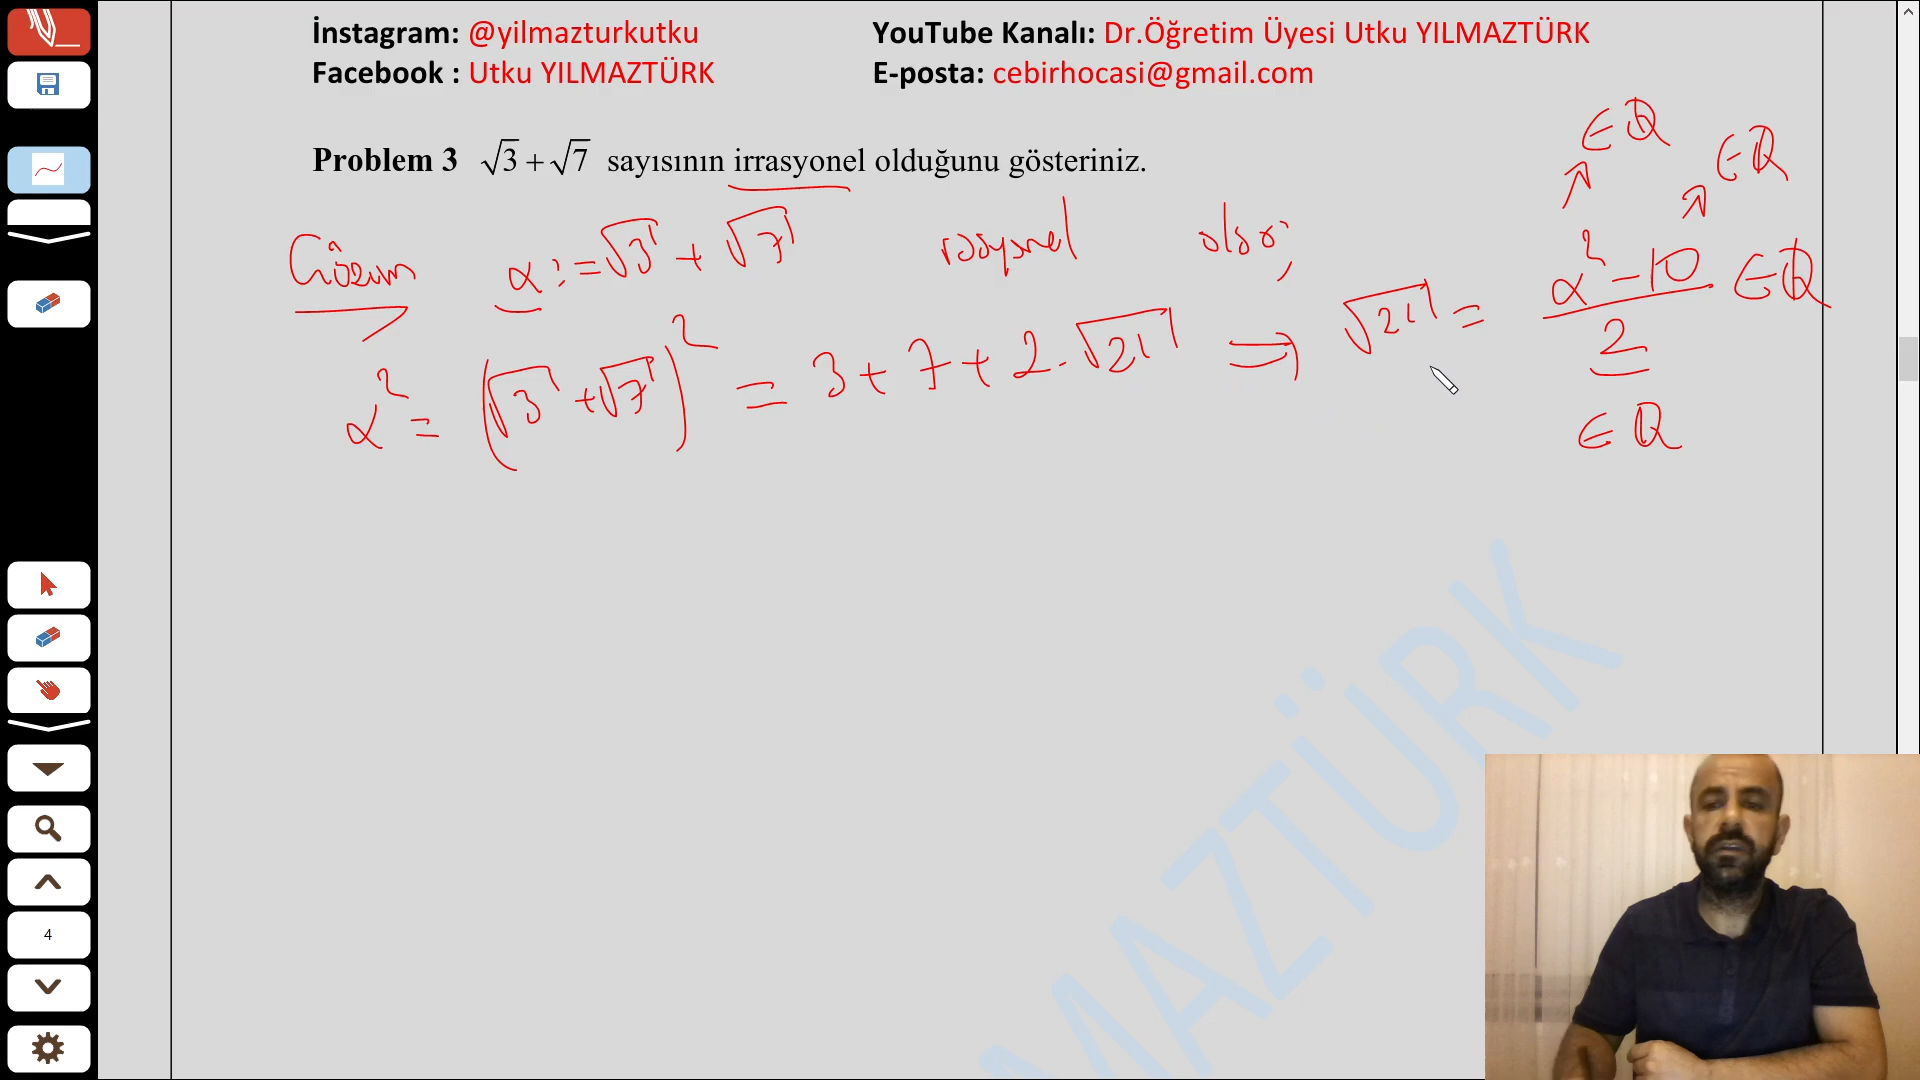 İnstagram: @yilmazturkutku YouTube Kanalı: Dr.Öğretim Üyesi Utku YILMAZTÜRK
Facebook : Utku YILMAZTÜRK E-posta: cebirhocasi@gmail.com
Problem 3 √3+√7 sayısının irrasyonel olduğunu gösteriniz.
Çözüm α:=√3+√7 rasyonel olsa;
α²=(√3+√7)²=3+7+2·√21 ⇒ √21=(α²-10)/2 ∈ℚ
↗ ∈ℚ
↗ ∈ℚ
∈ℚ
MAZTÜRK
4